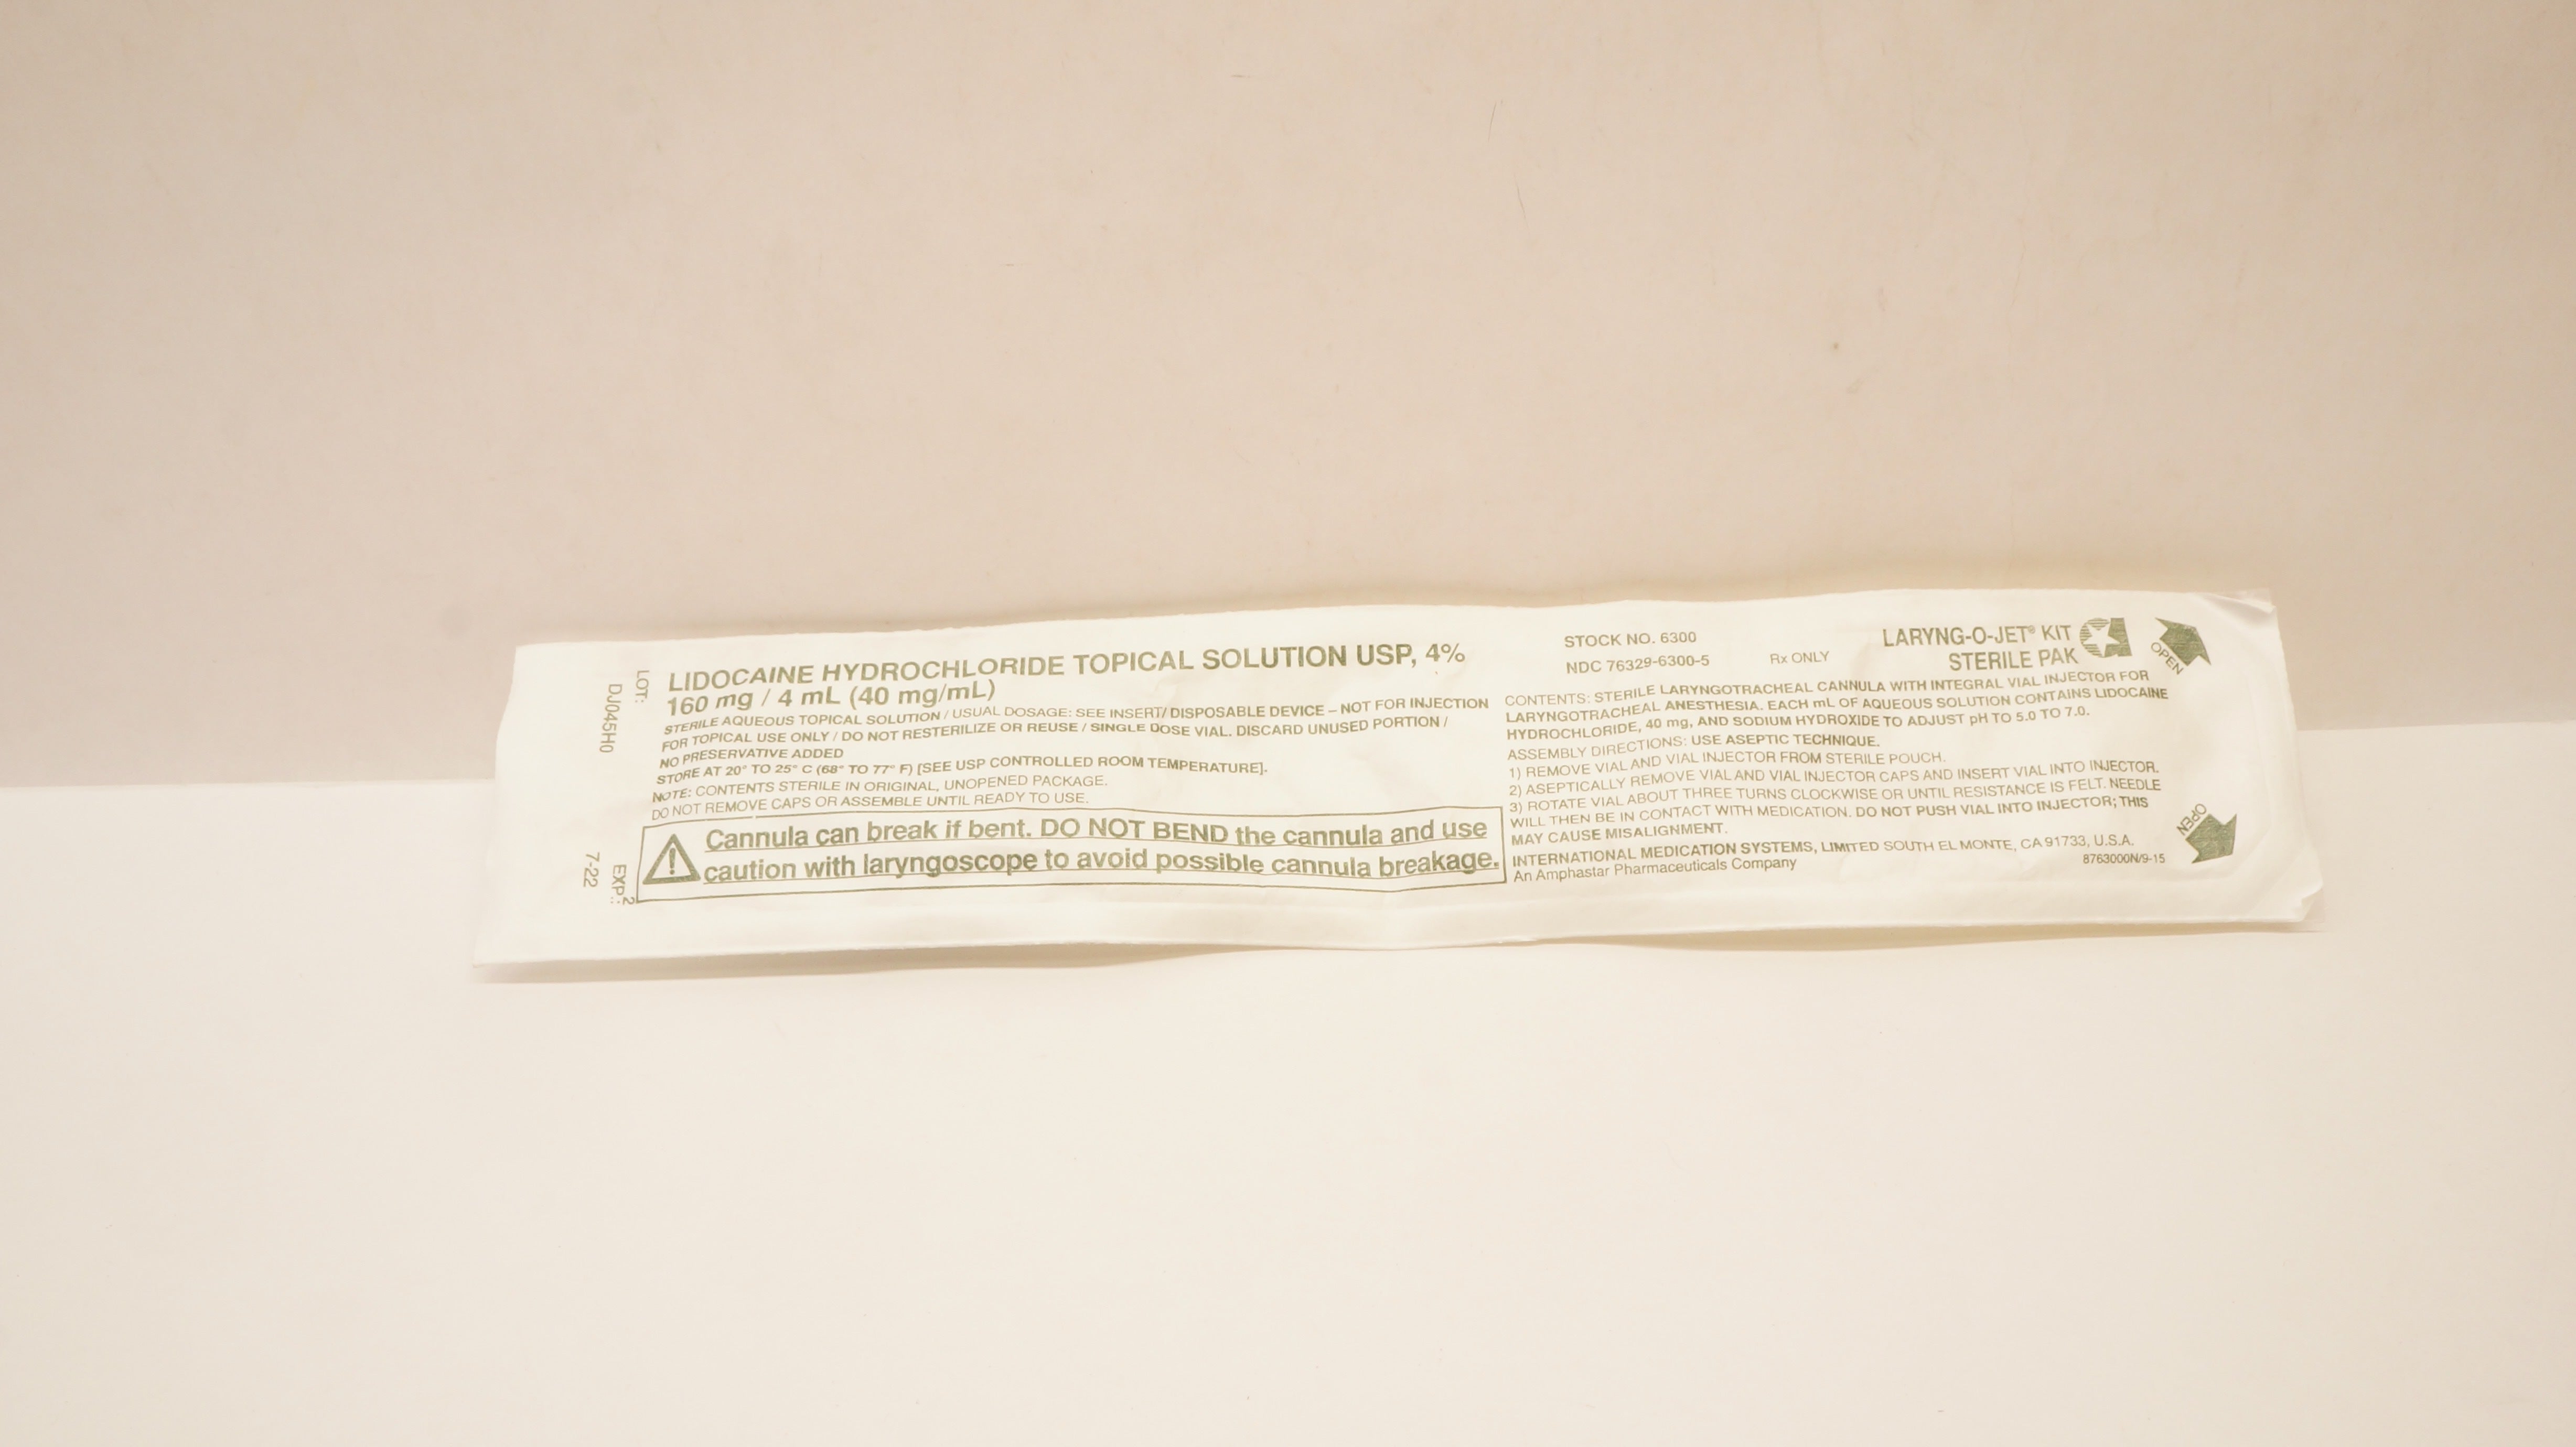 LOT:
DJ045H0
EXP.:
7-22
2
LIDOCAINE HYDROCHLORIDE TOPICAL SOLUTION USP, 4%
160 mg / 4 mL (40 mg/mL)
STERILE AQUEOUS TOPICAL SOLUTION / USUAL DOSAGE: SEE INSERT/ DISPOSABLE DEVICE – NOT FOR INJECTION
FOR TOPICAL USE ONLY / DO NOT RESTERILIZE OR REUSE / SINGLE DOSE VIAL. DISCARD UNUSED PORTION /
NO PRESERVATIVE ADDED
STORE AT 20° TO 25° C (68° TO 77° F) [SEE USP CONTROLLED ROOM TEMPERATURE].
NOTE: CONTENTS STERILE IN ORIGINAL, UNOPENED PACKAGE.
DO NOT REMOVE CAPS OR ASSEMBLE UNTIL READY TO USE.
Cannula can break if bent. DO NOT BEND the cannula and use
caution with laryngoscope to avoid possible cannula breakage.
STOCK NO. 6300
NDC 76329-6300-5
Rx ONLY
LARYNG-O-JET® KIT
STERILE PAK
OPEN
CONTENTS: STERILE LARYNGOTRACHEAL CANNULA WITH INTEGRAL VIAL INJECTOR FOR
LARYNGOTRACHEAL ANESTHESIA. EACH mL OF AQUEOUS SOLUTION CONTAINS LIDOCAINE
HYDROCHLORIDE, 40 mg, AND SODIUM HYDROXIDE TO ADJUST pH TO 5.0 TO 7.0.
ASSEMBLY DIRECTIONS: USE ASEPTIC TECHNIQUE.
1) REMOVE VIAL AND VIAL INJECTOR FROM STERILE POUCH.
2) ASEPTICALLY REMOVE VIAL AND VIAL INJECTOR CAPS AND INSERT VIAL INTO INJECTOR.
3) ROTATE VIAL ABOUT THREE TURNS CLOCKWISE OR UNTIL RESISTANCE IS FELT. NEEDLE
WILL THEN BE IN CONTACT WITH MEDICATION. DO NOT PUSH VIAL INTO INJECTOR; THIS
MAY CAUSE MISALIGNMENT.
INTERNATIONAL MEDICATION SYSTEMS, LIMITED SOUTH EL MONTE, CA 91733, U.S.A.
An Amphastar Pharmaceuticals Company
8763000N/9-15
OPEN